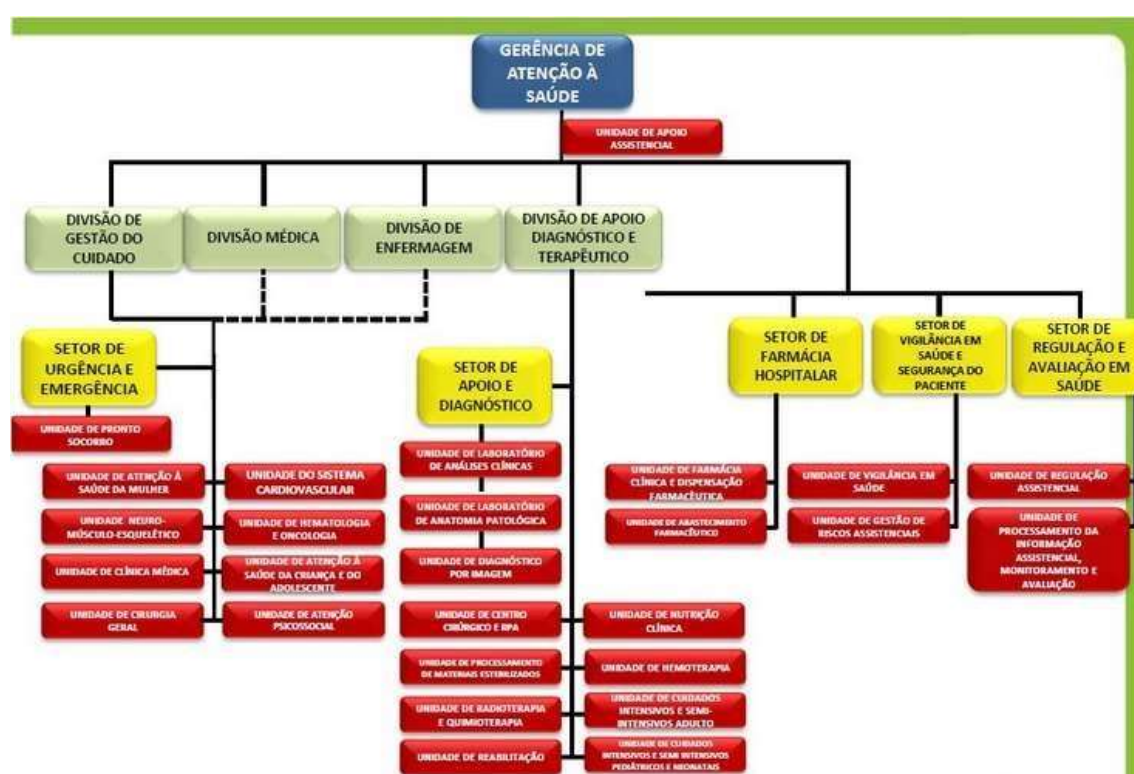 GERÊNCIA DE
ATENÇÃO À
SAÚDE
UNIDADE DE APOIO
ASSISTENCIAL
DIVISÃO DE
GESTÃO DO
CUIDADO
DIVISÃO MÉDICA
DIVISÃO DE
ENFERMAGEM
DIVISÃO DE APOIO
DIAGNÓSTICO E
TERAPÊUTICO
SETOR DE
URGÊNCIA E
EMERGÊNCIA
UNIDADE DE PRONTO
SOCORRO
UNIDADE DE ATENÇÃO À
SAÚDE DA MULHER
UNIDADE DO SISTEMA
CARDIOVASCULAR
UNIDADE NEURO-
MÚSCULO-ESQUELÉTICO
UNIDADE DE HEMATOLOGIA
E ONCOLOGIA
UNIDADE DE CLÍNICA MÉDICA
UNIDADE DE ATENÇÃO À
SAÚDE DA CRIANÇA E DO
ADOLESCENTE
UNIDADE DE CIRURGIA
GERAL
UNIDADE DE ATENÇÃO
PSICOSSOCIAL
SETOR DE
APOIO E
DIAGNÓSTICO
UNIDADE DE LABORATÓRIO
DE ANÁLISES CLÍNICAS
UNIDADE DE LABORATÓRIO
DE ANATOMIA PATOLÓGICA
UNIDADE DE DIAGNÓSTICO
POR IMAGEM
UNIDADE DE CENTRO
CIRÚRGICO E RPA
UNIDADE DE NUTRIÇÃO
CLÍNICA
UNIDADE DE PROCESSAMENTO
DE MATERIAIS ESTERILIZADOS
UNIDADE DE HEMOTERAPIA
UNIDADE DE RADIOTERAPIA
E QUIMIOTERAPIA
UNIDADE DE CUIDADOS
INTENSIVOS E SEMI-
INTENSIVOS ADULTO
UNIDADE DE REABILITAÇÃO
UNIDADE DE CUIDADOS
INTENSIVOS E SEMI INTENSIVOS
PEDIÁTRICOS E NEONATAIS
SETOR DE
FARMÁCIA
HOSPITALAR
SETOR DE
VIGILÂNCIA EM
SAÚDE E
SEGURANÇA DO
PACIENTE
SETOR DE
REGULAÇÃO E
AVALIAÇÃO EM
SAÚDE
UNIDADE DE FARMÁCIA
CLÍNICA E DISPENSAÇÃO
FARMACÊUTICA
UNIDADE DE ABASTECIMENTO
FARMACÊUTICO
UNIDADE DE VIGILÂNCIA EM
SAÚDE
UNIDADE DE GESTÃO DE
RISCOS ASSISTENCIAIS
UNIDADE DE REGULAÇÃO
ASSISTENCIAL
UNIDADE DE
PROCESSAMENTO DA
INFORMAÇÃO
ASSISTENCIAL,
MONITORAMENTO E
AVALIAÇÃO